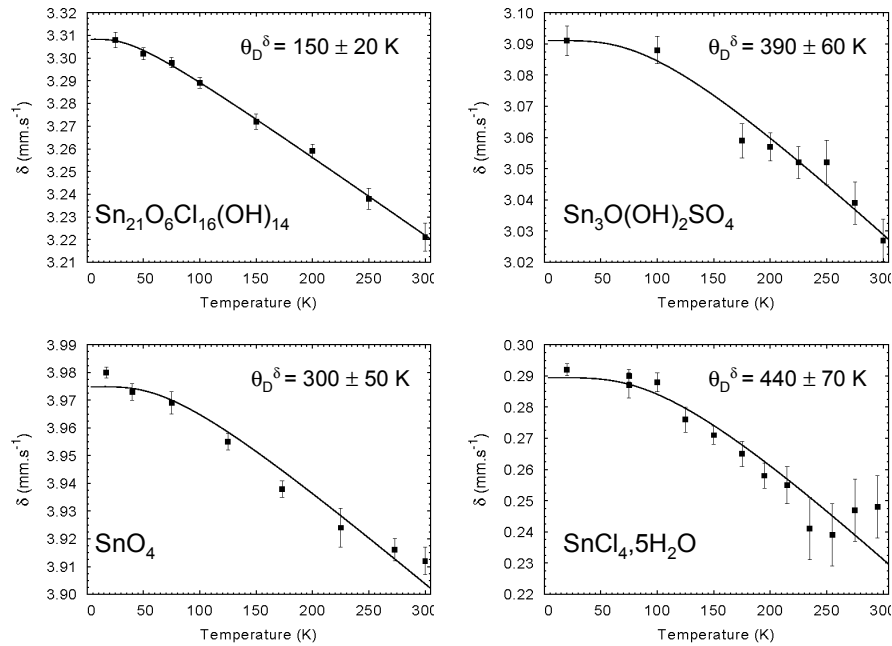 3.32
3.31
3.30
3.29
3.28
3.27
3.26
3.25
3.24
3.23
3.22
3.21
δ (mm.s⁻¹)
θ_D^δ = 150 ± 20 K
Sn₂₁O₆Cl₁₆(OH)₁₄
0 50 100 150 200 250 300
Temperature (K)
3.10
3.09
3.08
3.07
3.06
3.05
3.04
3.03
3.02
δ (mm.s⁻¹)
θ_D^δ = 390 ± 60 K
Sn₃O(OH)₂SO₄
0 50 100 150 200 250 300
Temperature (K)
3.99
3.98
3.97
3.96
3.95
3.94
3.93
3.92
3.91
3.90
δ (mm.s⁻¹)
θ_D^δ = 300 ± 50 K
SnO₄
0 50 100 150 200 250 300
Temperature (K)
0.30
0.29
0.28
0.27
0.26
0.25
0.24
0.23
0.22
δ (mm.s⁻¹)
θ_D^δ = 440 ± 70 K
SnCl₄,5H₂O
0 50 100 150 200 250 300
Temperature (K)